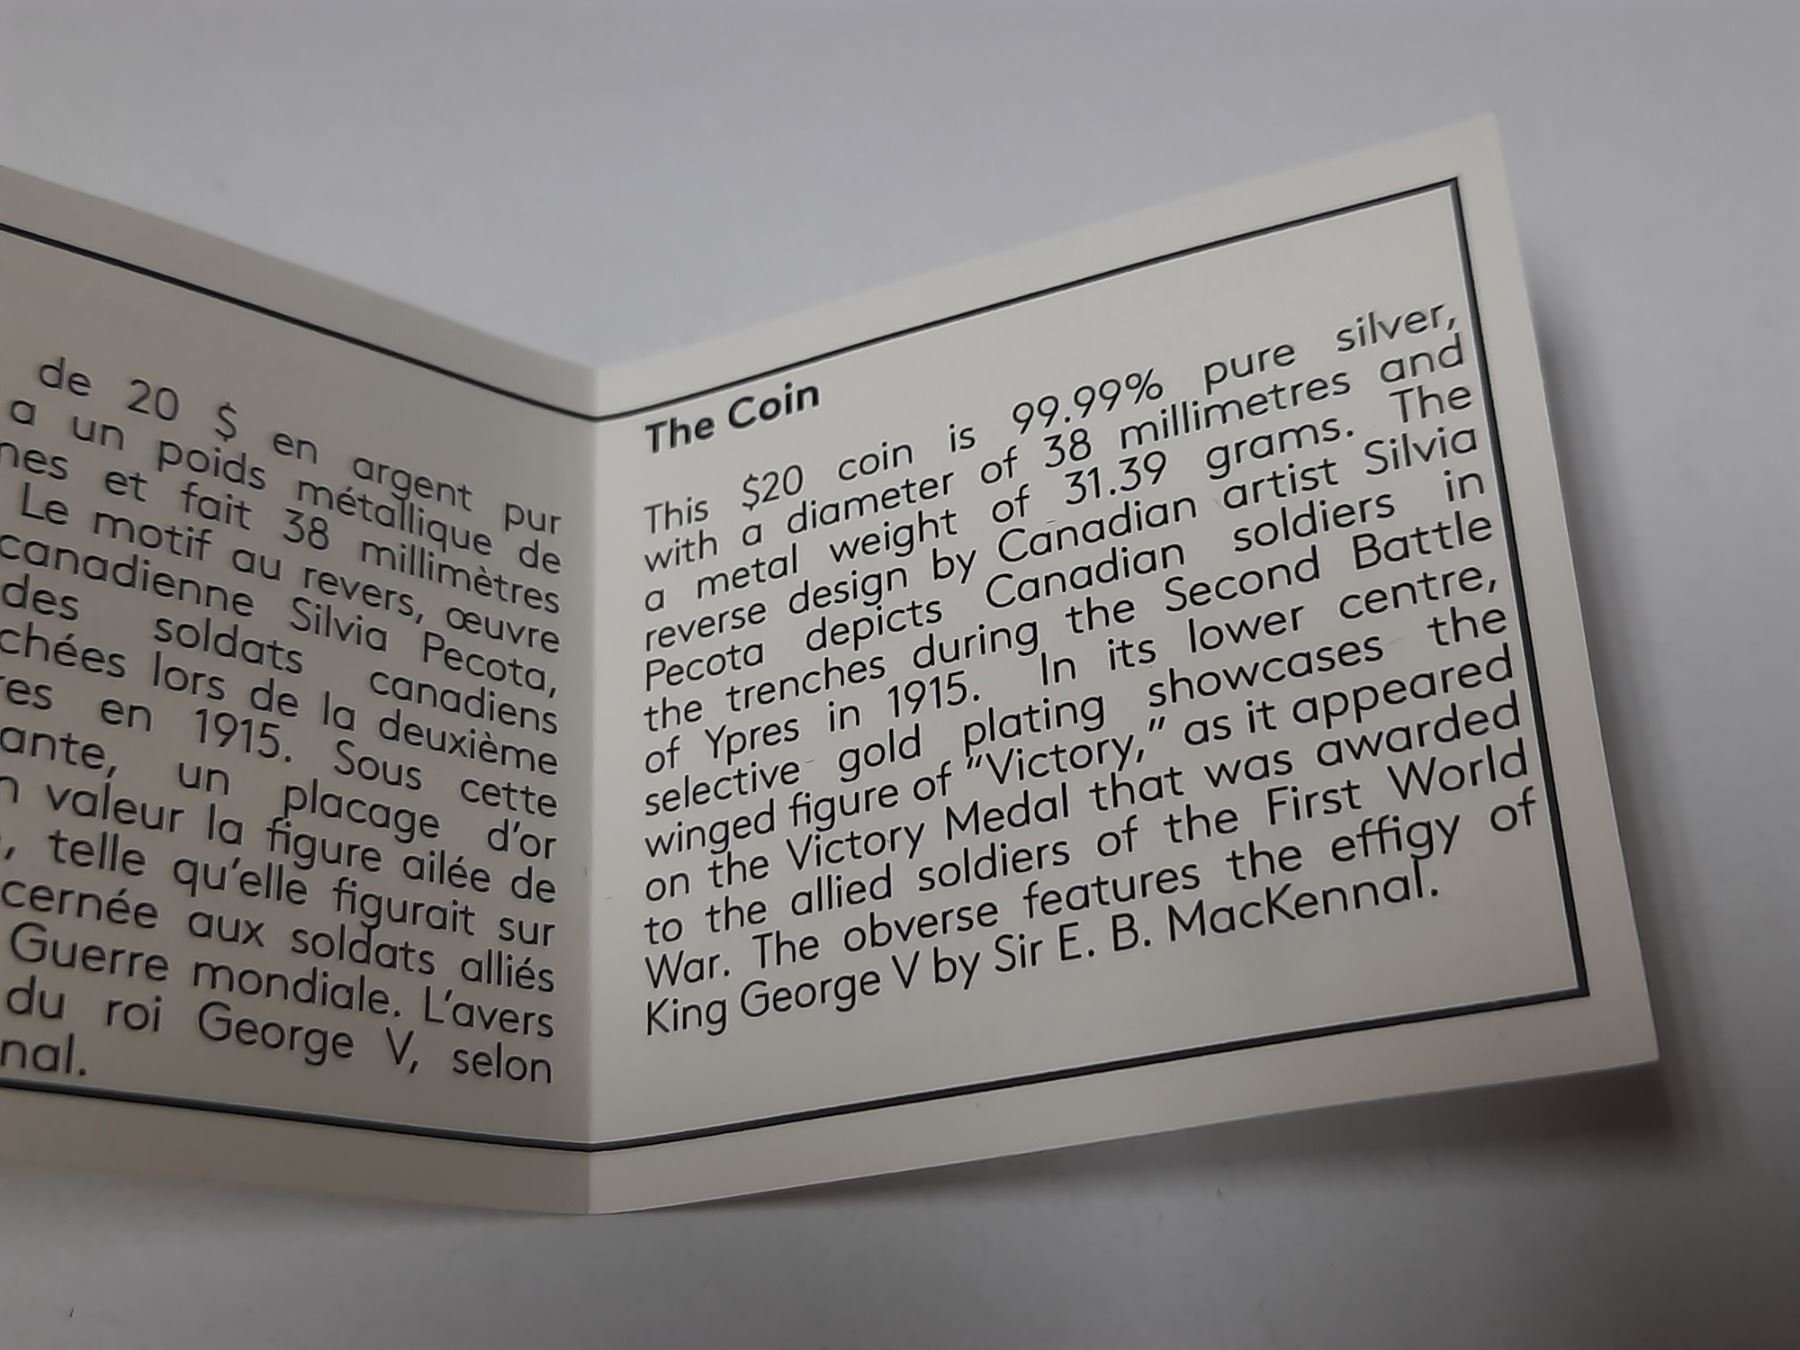 de 20 $ en argent pur
a un poids métallique de
et fait 38 millimètres
Le motif au revers, œuvre
canadienne Silvia Pecota,
des soldats canadiens
lors de la deuxième
en 1915. Sous cette
un placage d'or
valeur la figure ailée de
telle qu'elle figurait sur
aux soldats alliés
Guerre mondiale. L'avers
du roi George V, selon
The Coin
This $20 coin is 99.99% pure silver,
with a diameter of 38 millimetres and
a metal weight of 31.39 grams. The
reverse design by Canadian artist Silvia
Pecota depicts Canadian soldiers in
the trenches during the Second Battle
of Ypres in 1915. In its lower centre,
selective gold plating showcases the
winged figure of "Victory," as it appeared
on the Victory Medal that was awarded
to the allied soldiers of the First World
War. The obverse features the effigy of
King George V by Sir E. B. MacKennal.